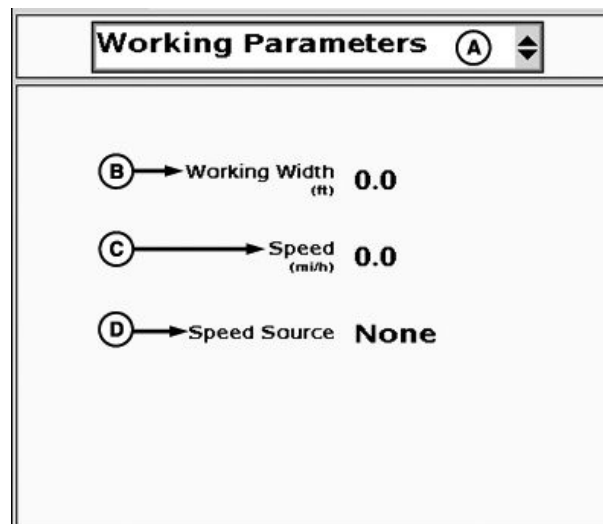 Working Parameters A
B Working Width 0.0
(ft)
C Speed 0.0
(mi/h)
D Speed Source None